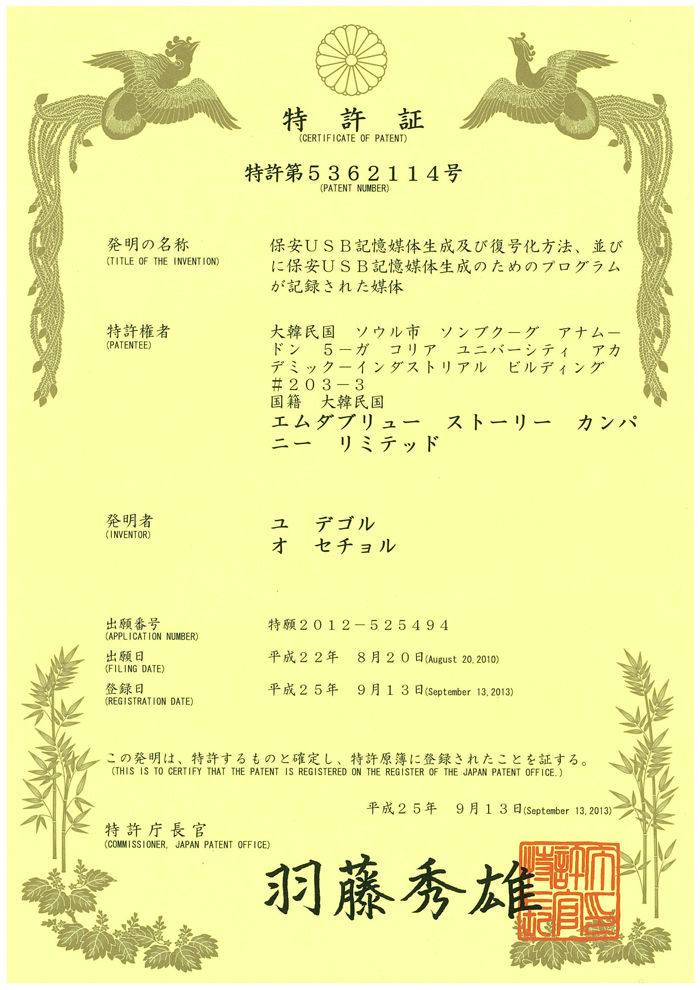 特許証
(CERTIFICATE OF PATENT)
特許第５３６２１１４号
(PATENT NUMBER)
発明の名称
(TITLE OF THE INVENTION)
保安ＵＳＢ記憶媒体生成及び復号化方法、並び
に保安ＵＳＢ記憶媒体生成のためのプログラム
が記録された媒体
特許権者
(PATENTEE)
大韓民国　ソウル市　ソンブクーグ　アナムー
ドン　５－ガ　コリア　ユニバーシティ　アカ
デミックーインダストリアル　ビルディング
＃２０３－３
国籍　大韓民国
エムダブリュー　ストーリー　カンパ
ニー　リミテッド
発明者
(INVENTOR)
ユ　デゴル
オ　セチョル
出願番号
(APPLICATION NUMBER)
特願２０１２－５２５４９４
出願日
(FILING DATE)
平成２２年　８月２０日(August 20,2010)
登録日
(REGISTRATION DATE)
平成２５年　９月１３日(September 13,2013)
この発明は、特許するものと確定し、特許原簿に登録されたことを証する。
(THIS IS TO CERTIFY THAT THE PATENT IS REGISTERED ON THE REGISTER OF THE JAPAN PATENT OFFICE.)
平成２５年　９月１３日(September 13,2013)
特許庁長官
(COMMISSIONER, JAPAN PATENT OFFICE)
羽藤秀雄